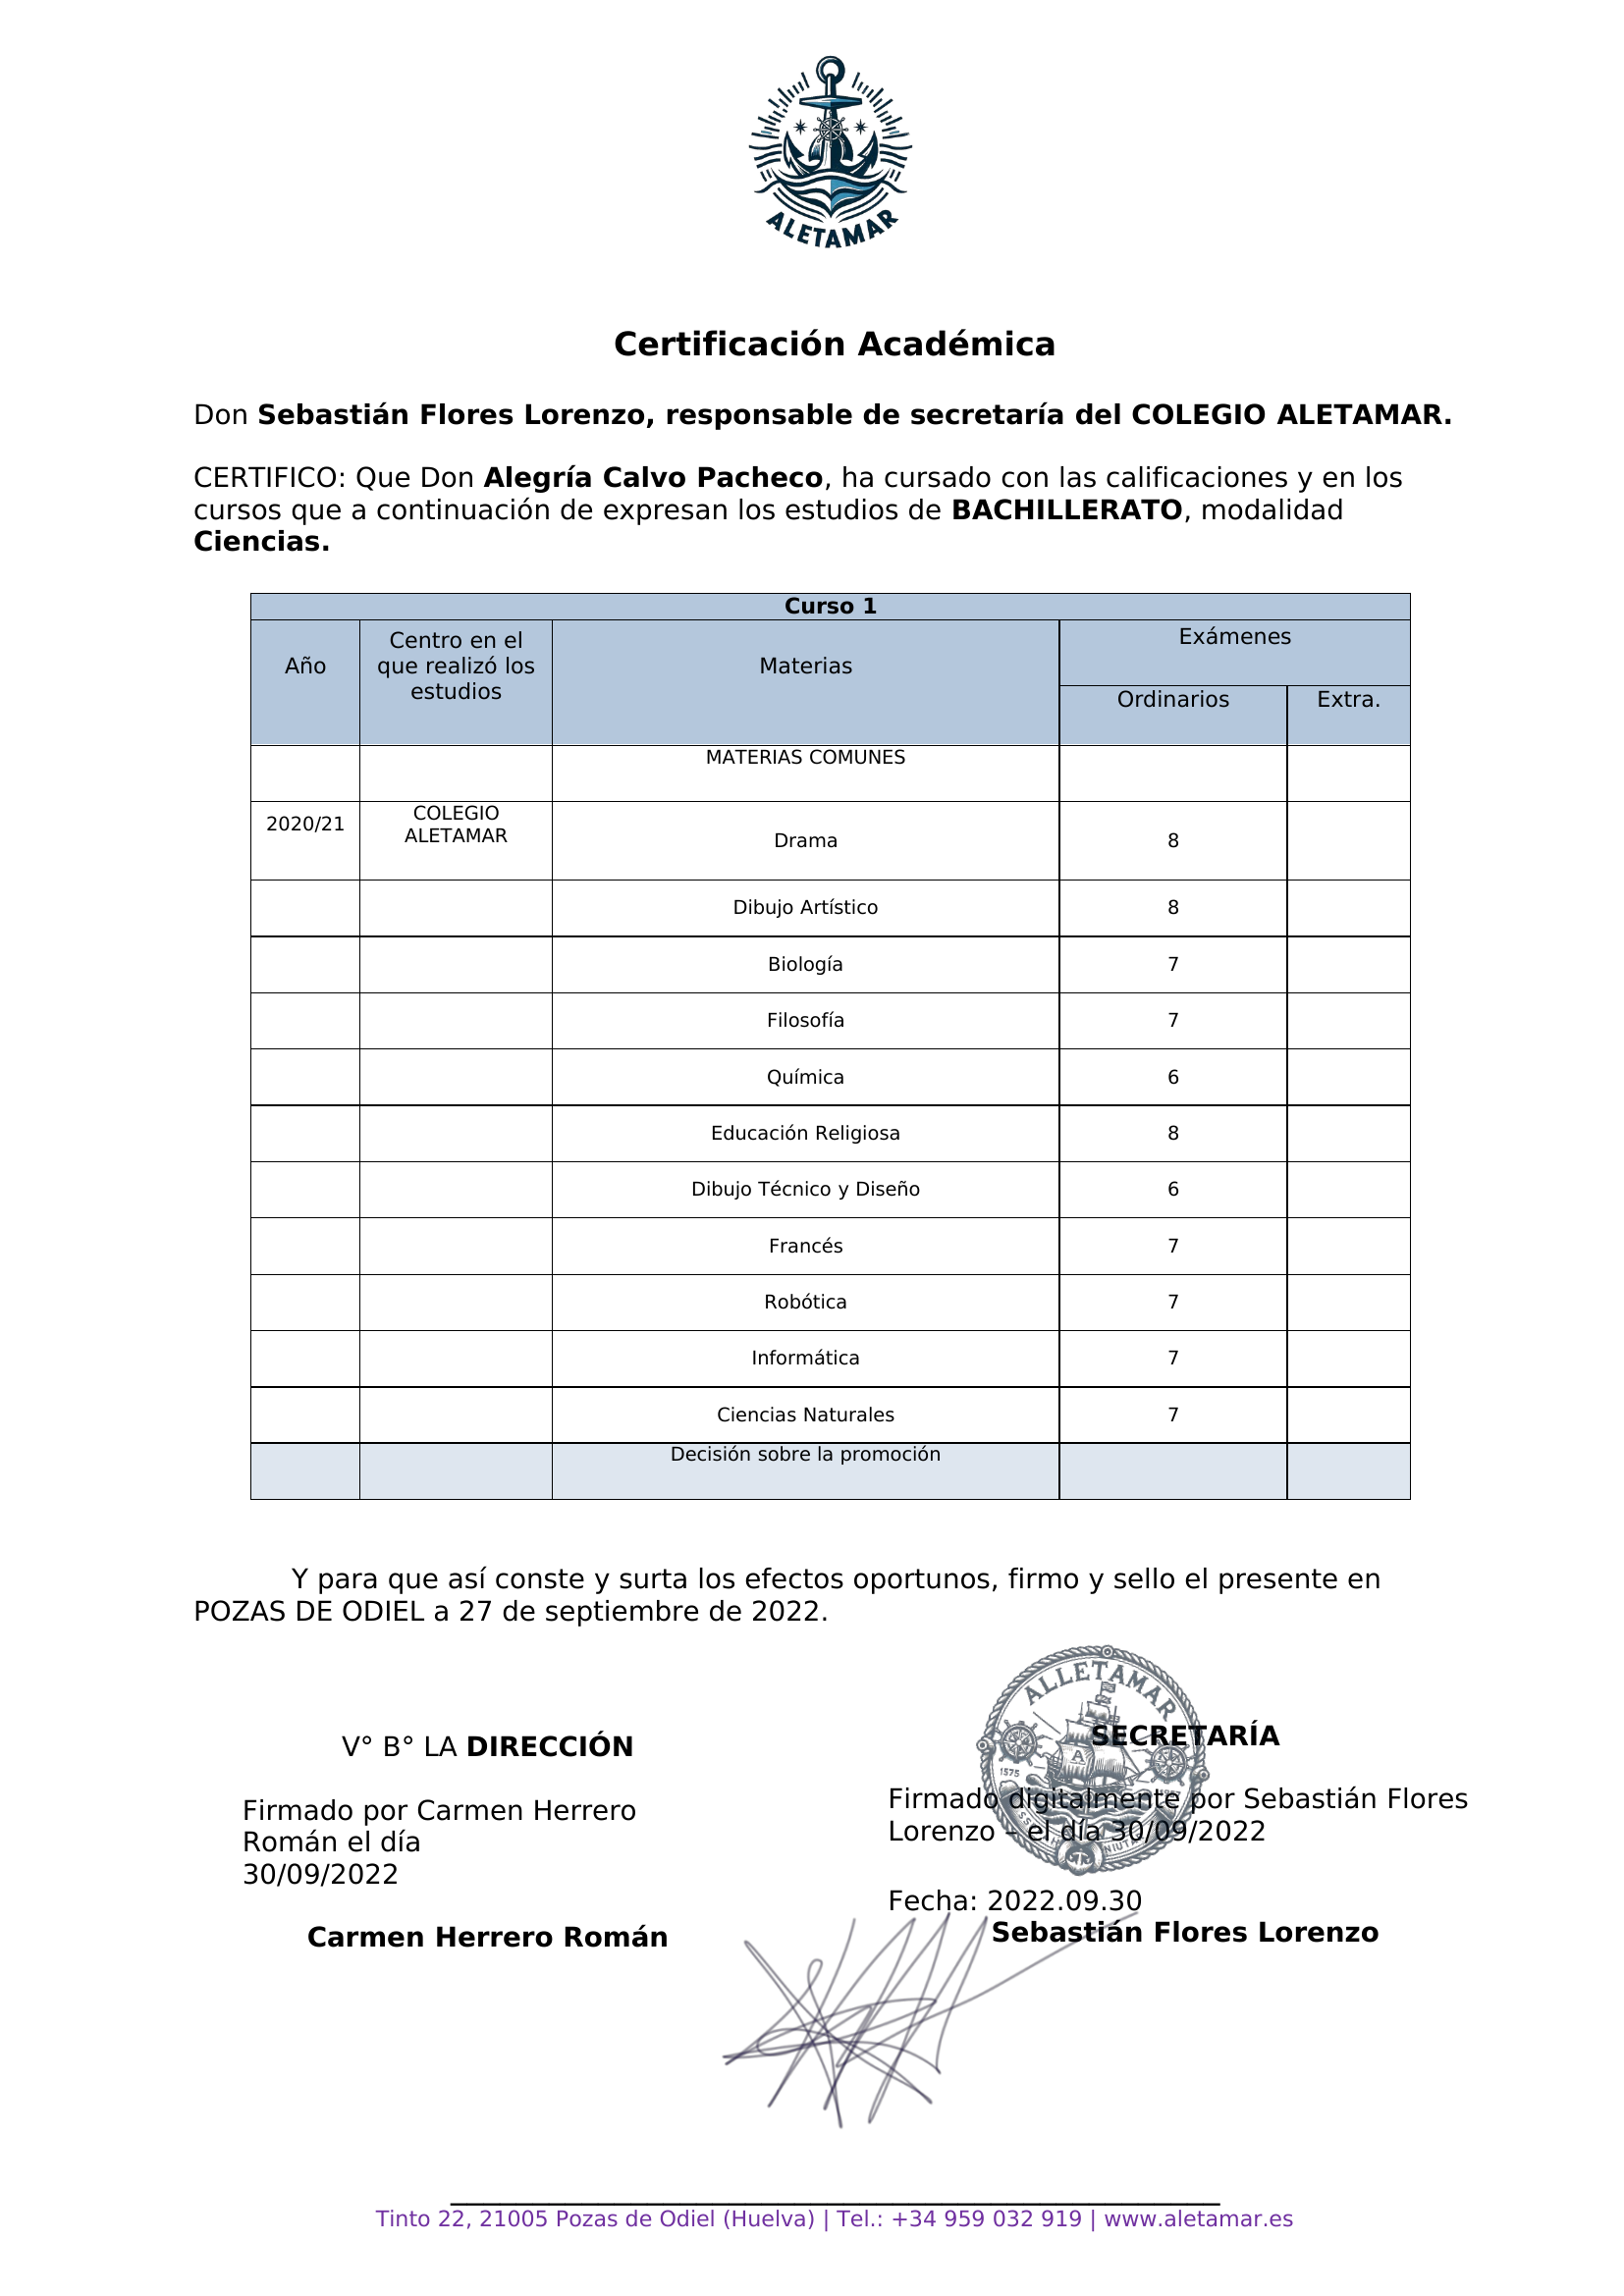 ALETAMAR
Certificación Académica
Don Sebastián Flores Lorenzo, responsable de secretaría del COLEGIO ALETAMAR.
CERTIFICO: Que Don Alegría Calvo Pacheco, ha cursado con las calificaciones y en los
cursos que a continuación de expresan los estudios de BACHILLERATO, modalidad
Ciencias.
Curso 1
Año
Centro en el
que realizó los
estudios
Materias
Exámenes
Ordinarios
Extra.
MATERIAS COMUNES
2020/21
COLEGIO
ALETAMAR
Drama 8
Dibujo Artístico 8
Biología 7
Filosofía 7
Química 6
Educación Religiosa 8
Dibujo Técnico y Diseño 6
Francés 7
Robótica 7
Informática 7
Ciencias Naturales 7
Decisión sobre la promoción
Y para que así conste y surta los efectos oportunos, firmo y sello el presente en
POZAS DE ODIEL a 27 de septiembre de 2022.
V° B° LA DIRECCIÓN
Firmado por Carmen Herrero
Román el día
30/09/2022
Carmen Herrero Román
ALLETAMAR
A
1575
SECRETARÍA
Firmado digitalmente por Sebastián Flores
Lorenzo – el día 30/09/2022
Fecha: 2022.09.30
Sebastián Flores Lorenzo
Tinto 22, 21005 Pozas de Odiel (Huelva) | Tel.: +34 959 032 919 | www.aletamar.es